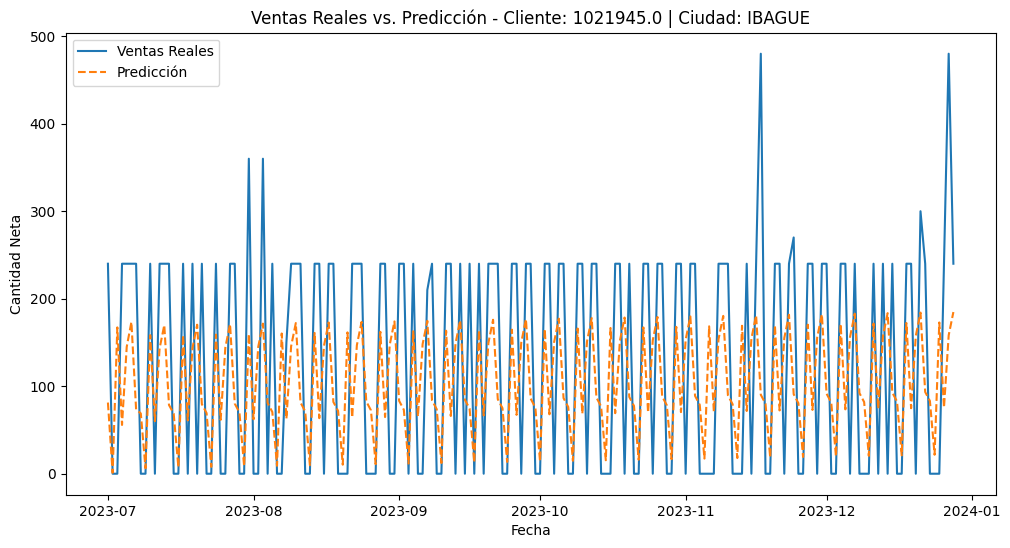 Ventas Reales vs. Predicción - Cliente: 1021945.0 | Ciudad: IBAGUE
Ventas Reales
Predicción
Cantidad Neta
500
400
300
200
100
0
2023-07
2023-08
2023-09
2023-10
2023-11
2023-12
2024-01
Fecha